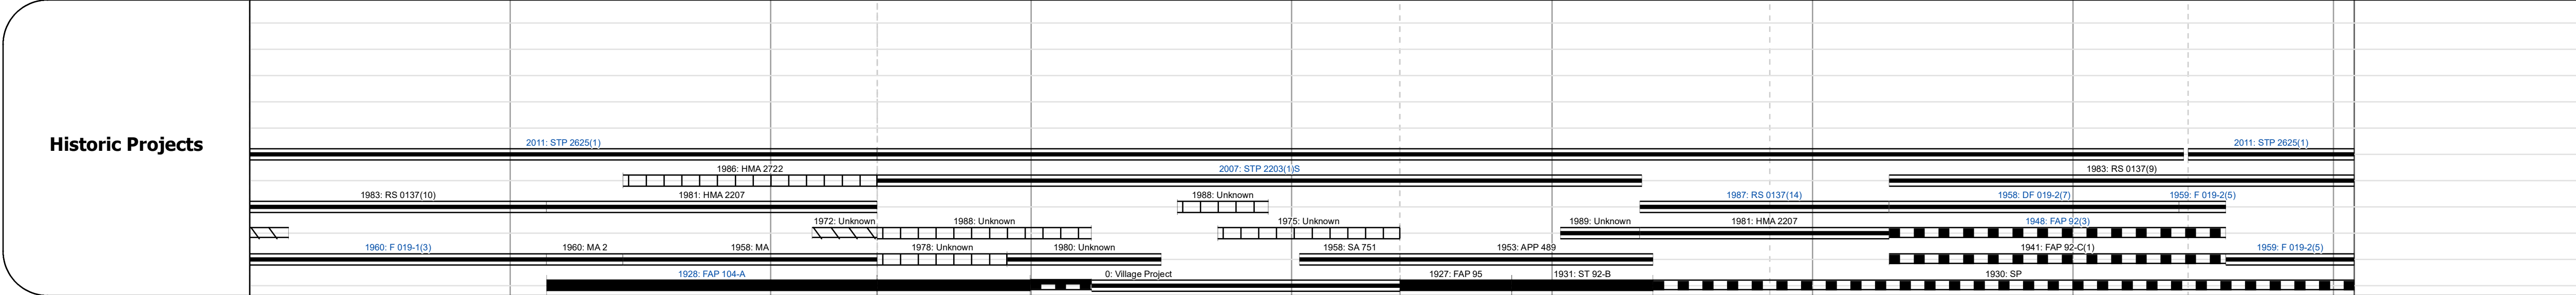 Historic Projects
2011: STP 2625(1)
2011: STP 2625(1)
1986: HMA 2722
2007: STP 2203(1)S
1983: RS 0137(9)
1983: RS 0137(10)
1981: HMA 2207
1988: Unknown
1987: RS 0137(14)
1958: DF 019-2(7)
1959: F 019-2(5)
1972: Unknown
1988: Unknown
1975: Unknown
1989: Unknown
1981: HMA 2207
1948: FAP 92(3)
1960: F 019-1(3)
1960: MA 2
1958: MA
1978: Unknown
1980: Unknown
1958: SA 751
1953: APP 489
1941: FAP 92-C(1)
1959: F 019-2(5)
1928: FAP 104-A
0: Village Project
1927: FAP 95
1931: ST 92-B
1930: SP